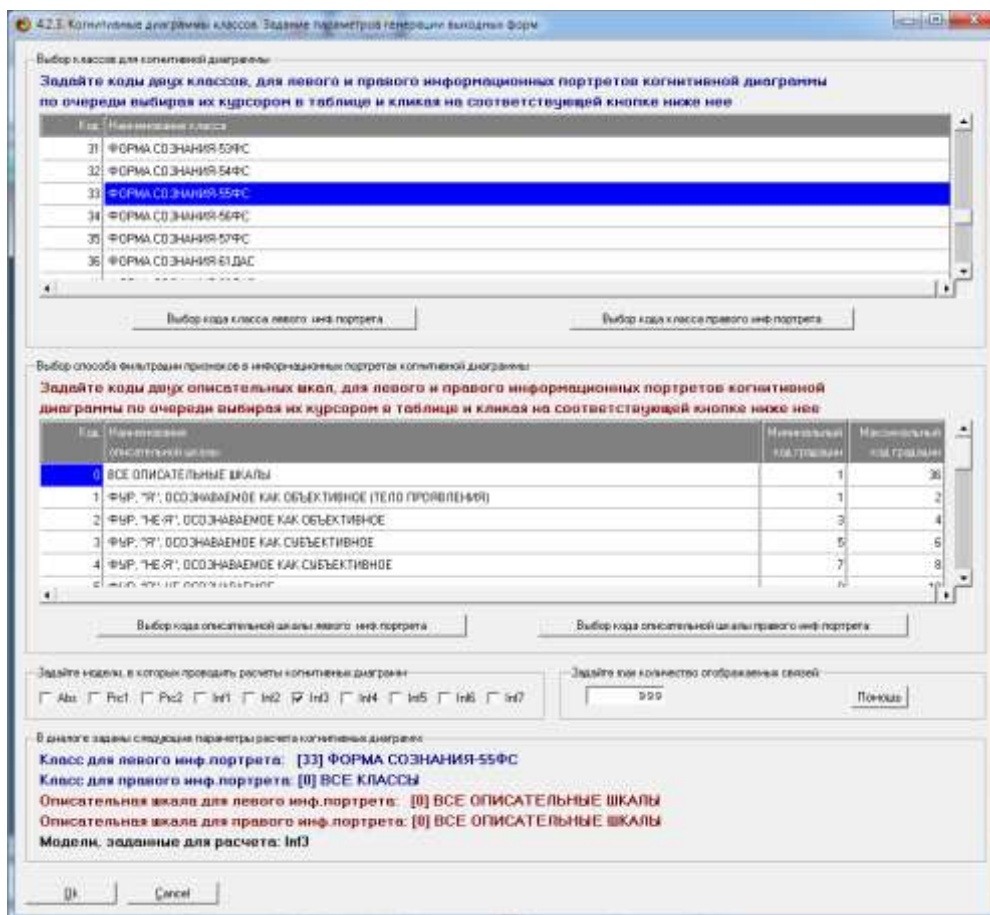 4.2.3. Когнитивные диаграммы классов. Задание параметров генерации выходных форм
Выбор классов для когнитивной диаграммы
Задайте коды двух классов, для левого и правого информационных портретов когнитивной диаграммы
по очереди выбирая их курсором в таблице и кликая на соответствующей кнопке ниже нее
Код Наименование класса
31 ФОРМА СОЗНАНИЯ-53ФС
32 ФОРМА СОЗНАНИЯ-54ФС
33 ФОРМА СОЗНАНИЯ-55ФС
34 ФОРМА СОЗНАНИЯ-56ФС
35 ФОРМА СОЗНАНИЯ-57ФС
36 ФОРМА СОЗНАНИЯ-61ДАС
Выбор кода класса левого инф.портрета Выбор кода класса правого инф.портрета
Выбор способа фильтрации признаков в информационных портретах когнитивной диаграммы
Задайте коды двух описательных шкал, для левого и правого информационных портретов когнитивной
диаграммы по очереди выбирая их курсором в таблице и кликая на соответствующей кнопке ниже нее
Код Наименование описательной шкалы Минимальный код градации Максимальный код градации
0 ВСЕ ОПИСАТЕЛЬНЫЕ ШКАЛЫ 1 36
1 ФУР, "Я", ОСОЗНАВАЕМОЕ КАК ОБЪЕКТИВНОЕ (ТЕЛО ПРОЯВЛЕНИЯ) 1 2
2 ФУР, "НЕ-Я", ОСОЗНАВАЕМОЕ КАК ОБЪЕКТИВНОЕ 3 4
3 ФУР, "Я", ОСОЗНАВАЕМОЕ КАК СУБЪЕКТИВНОЕ 5 6
4 ФУР, "НЕ-Я", ОСОЗНАВАЕМОЕ КАК СУБЪЕКТИВНОЕ 7 8
Выбор кода описательной шкалы левого инф.портрета Выбор кода описательной шкалы правого инф.портрета
Задайте модели, в которых проводить расчеты когнитивных диаграмм Задайте max количество отображаемых связей
Abs Prc1 Prc2 Inf1 Inf2 Inf3 Inf4 Inf5 Inf6 Inf7 999 Помощь
В диалоге заданы следующие параметры расчета когнитивных диаграмм
Класс для левого инф.портрета: [33] ФОРМА СОЗНАНИЯ-55ФС
Класс для правого инф.портрета: [0] ВСЕ КЛАССЫ
Описательная шкала для левого инф.портрета: [0] ВСЕ ОПИСАТЕЛЬНЫЕ ШКАЛЫ
Описательная шкала для правого инф.портрета: [0] ВСЕ ОПИСАТЕЛЬНЫЕ ШКАЛЫ
Модели, заданные для расчета: Inf3
Ok Cancel